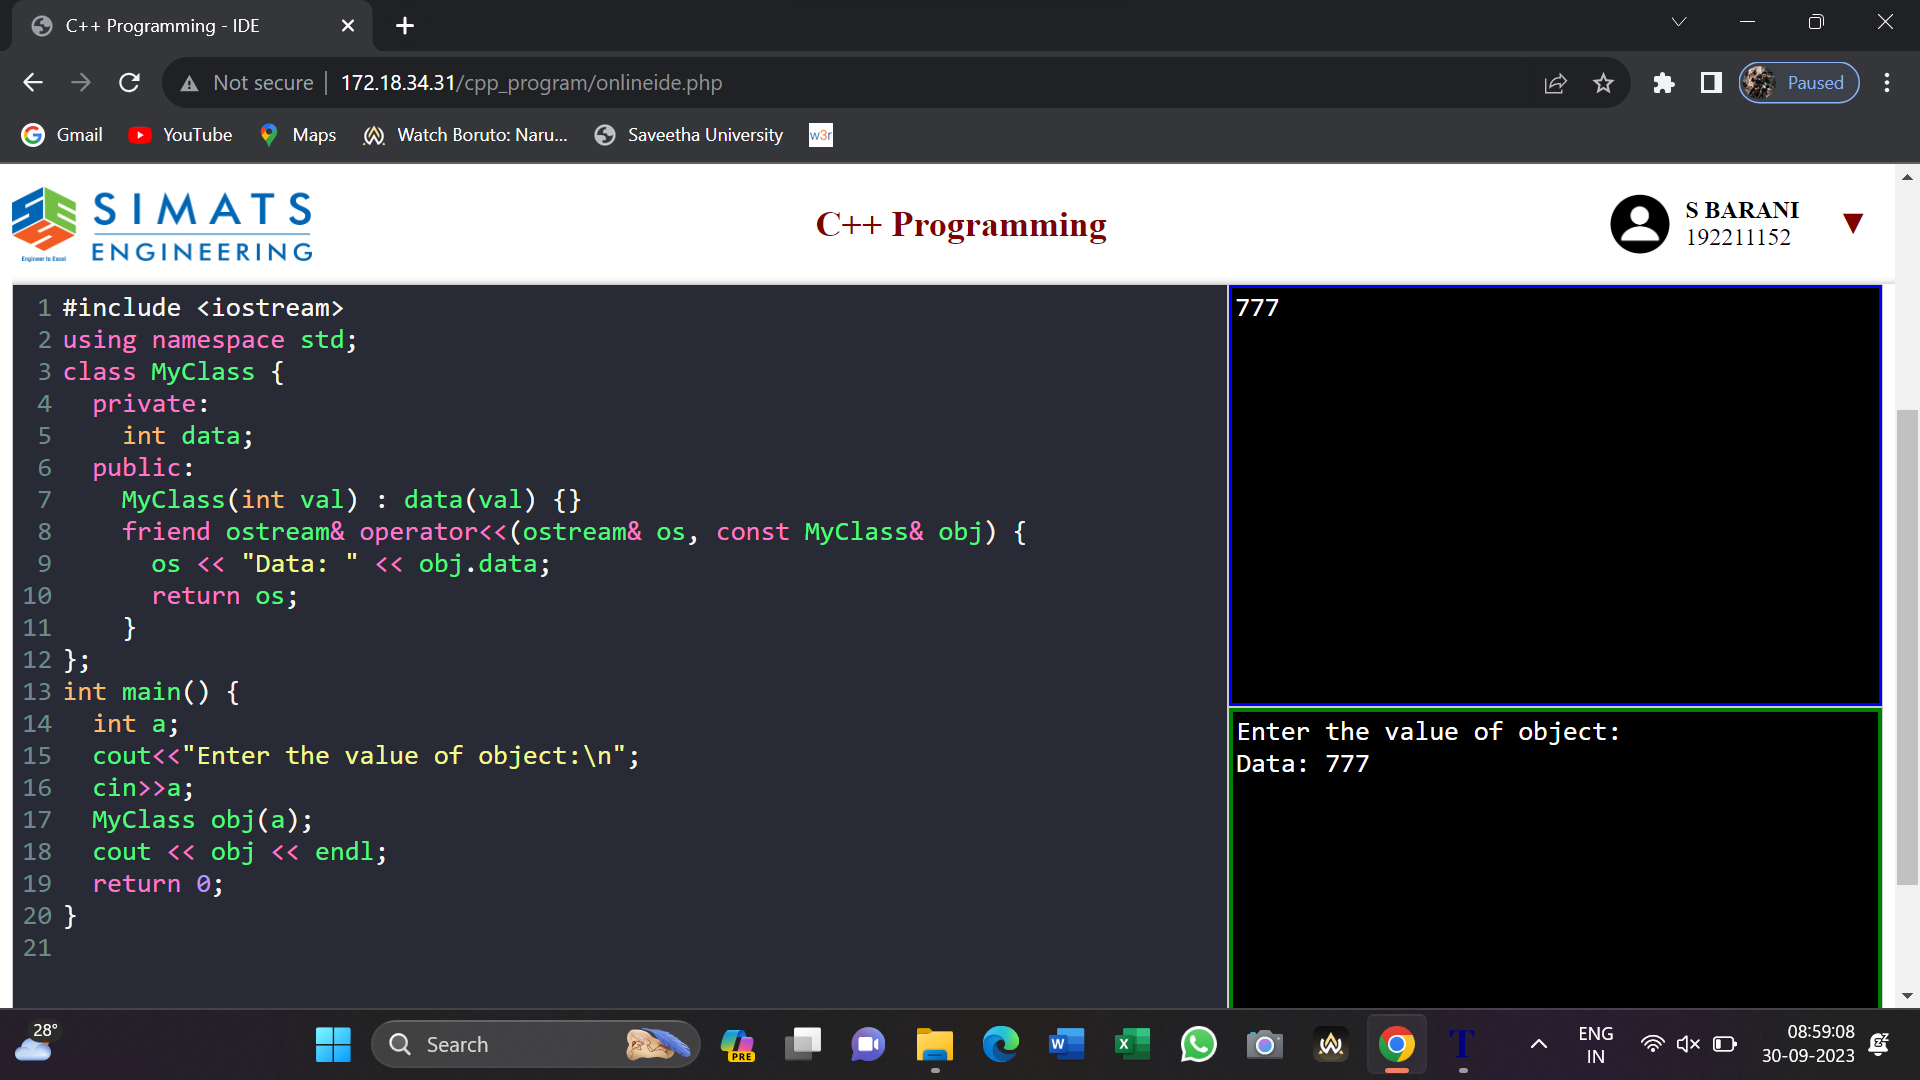 C++ Programming - IDE
Not secure 172.18.34.31/cpp_program/onlineide.php
Paused
Gmail YouTube Maps Watch Boruto: Naru... Saveetha University w3r
SIMATS
ENGINEERING
Engineer to Excel
C++ Programming
S BARANI
192211152
1 #include <iostream>
2 using namespace std;
3 class MyClass {
4 private:
5 int data;
6 public:
7 MyClass(int val) : data(val) {}
8 friend ostream& operator<<(ostream& os, const MyClass& obj) {
9 os << "Data: " << obj.data;
10 return os;
11 }
12 };
13 int main() {
14 int a;
15 cout<<"Enter the value of object:\n";
16 cin>>a;
17 MyClass obj(a);
18 cout << obj << endl;
19 return 0;
20 }
21
777
Enter the value of object:
Data: 777
28°
Search
PRE
ENG
IN
08:59:08
30-09-2023